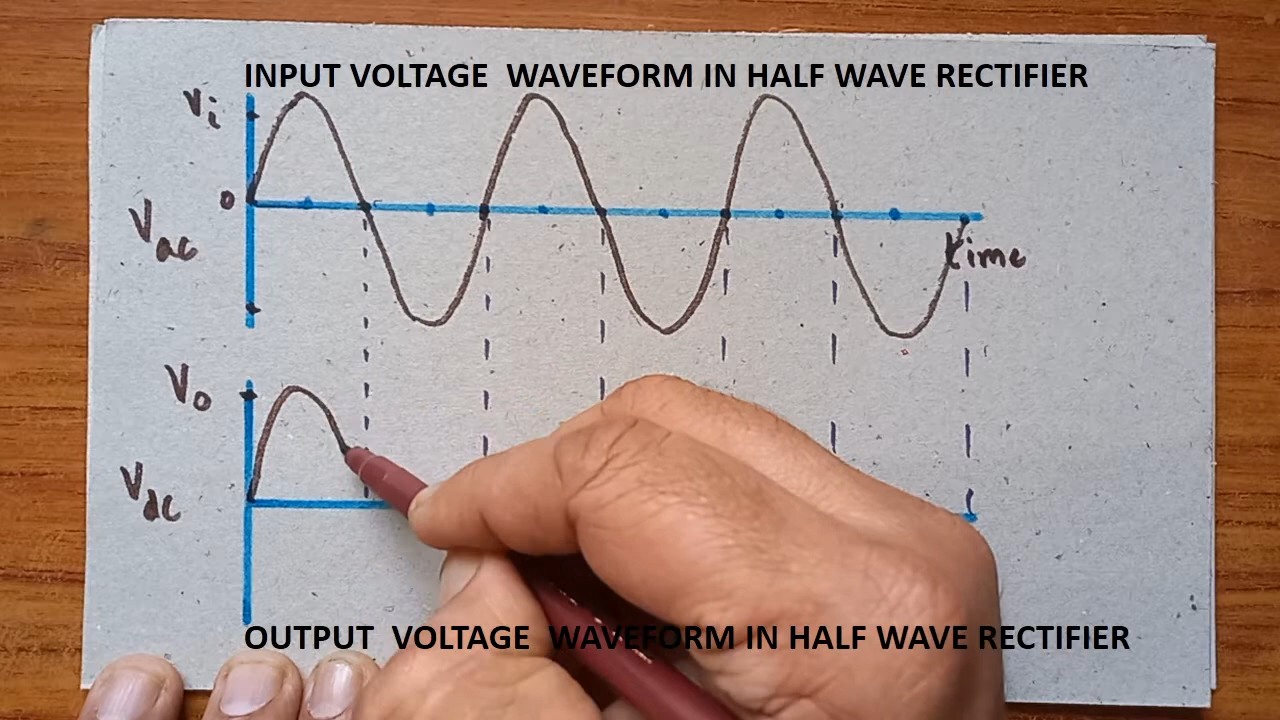 INPUT VOLTAGE WAVEFORM IN HALF WAVE RECTIFIER
Vi
0
Vac
time
Vo
Vdc
OUTPUT VOLTAGE WAVEFORM IN HALF WAVE RECTIFIER